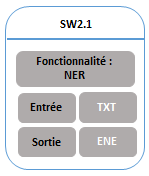 SW2.1
Fonctionnalité :
NER
Entrée TXT
Sortie ENE